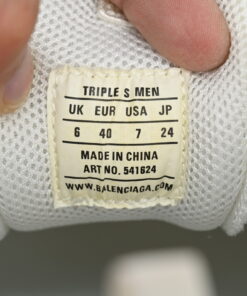 TRIPLE S MEN
UK EUR USA JP
6 40 7 24
MADE IN CHINA
ART NO. 541624
WWW.BALENCIAGA.COM